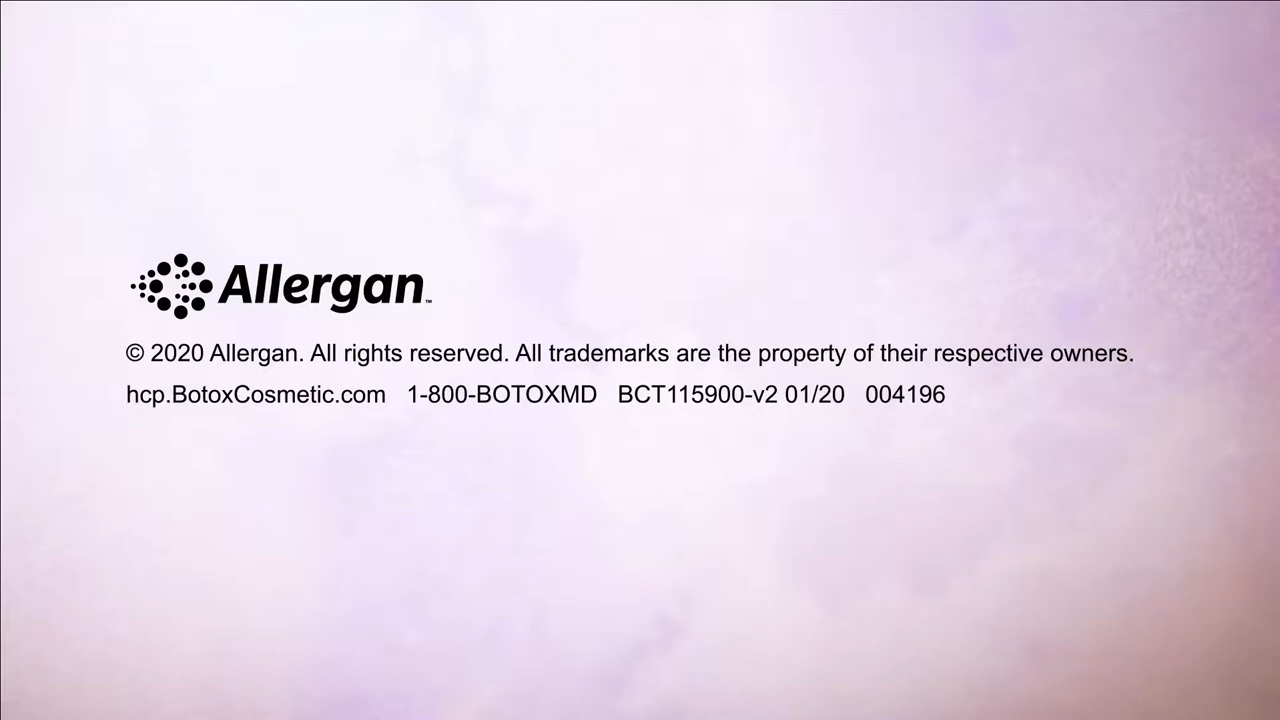 Allergan™
© 2020 Allergan. All rights reserved. All trademarks are the property of their respective owners.
hcp.BotoxCosmetic.com 1-800-BOTOXMD BCT115900-v2 01/20 004196